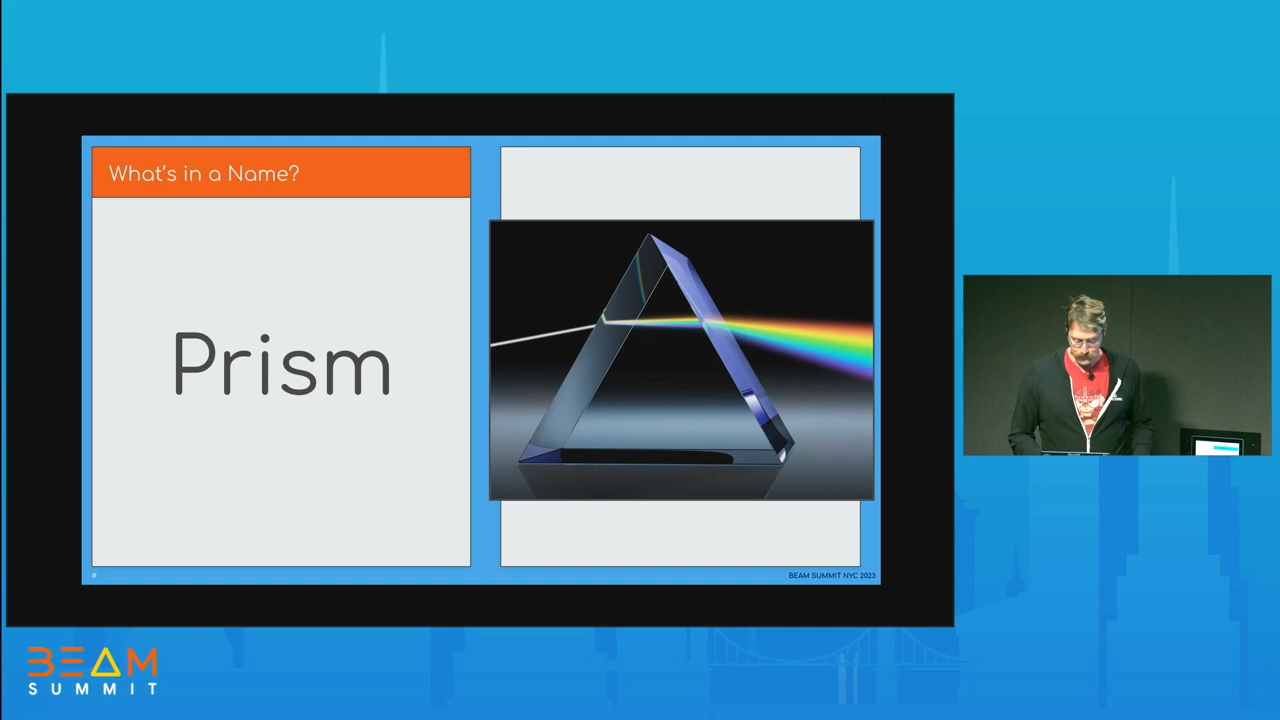 What's in a Name?
Prism
#
BEAM SUMMIT NYC 2023
BEAM
SUMMIT